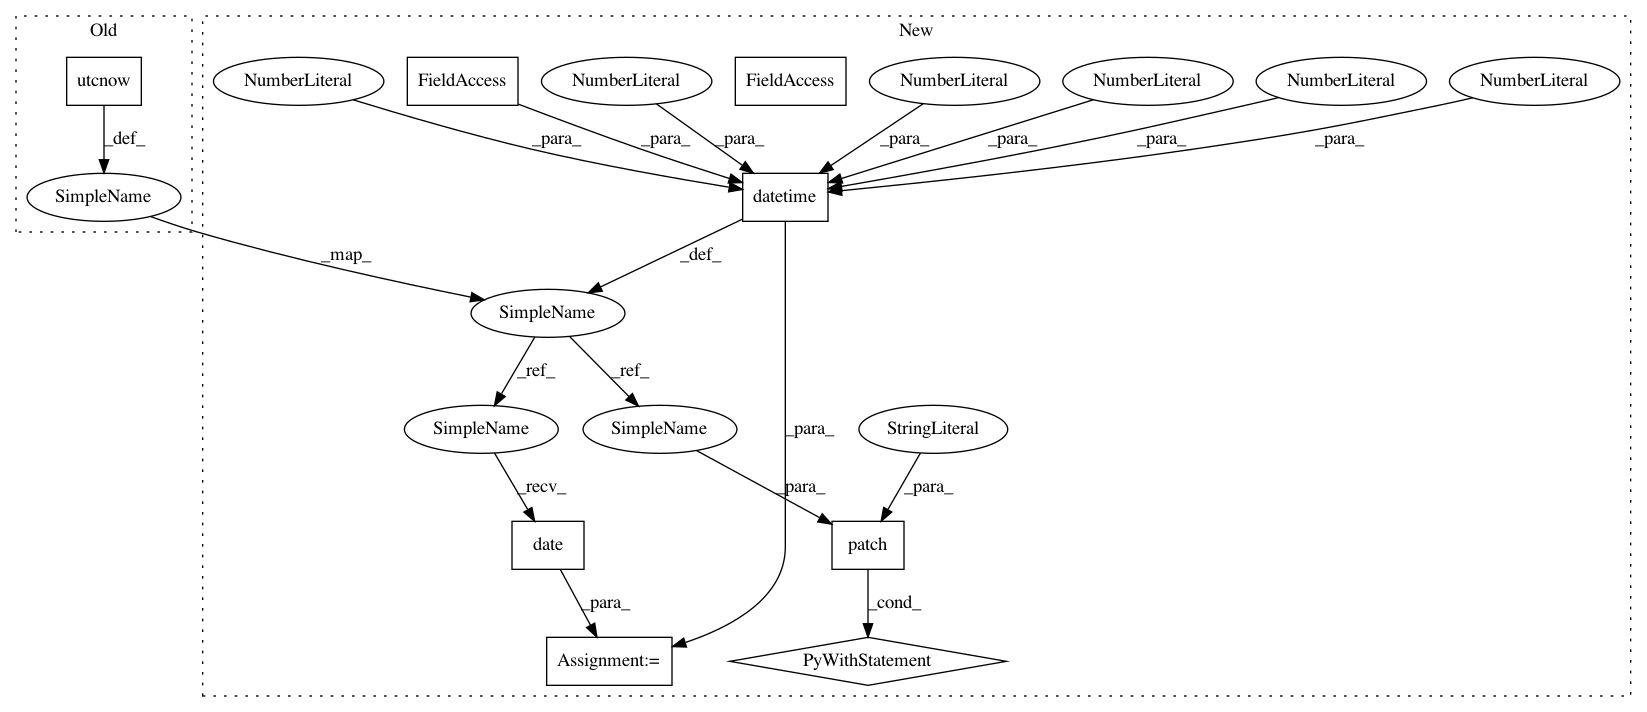 Old
New
utcnow
NumberLiteral
FieldAccess
NumberLiteral
FieldAccess
NumberLiteral
NumberLiteral
NumberLiteral
NumberLiteral
_def_
_para_
_para_
_para_
_para_
_para_
_para_
_para_
SimpleName
datetime
_map_
_def_
SimpleName
_ref_
_ref_
SimpleName
SimpleName
_para_
StringLiteral
_recv_
_para_
_para_
date
patch
_para_
_cond_
Assignment:=
PyWithStatement